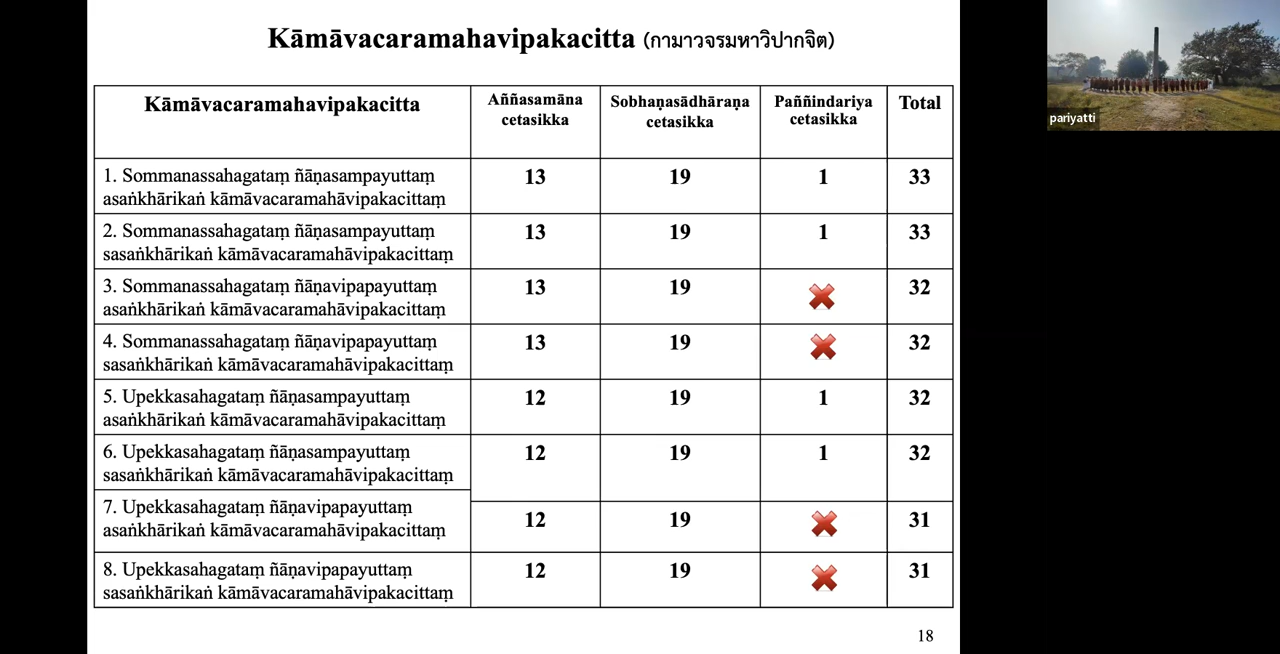 Kāmāvacaramahavipakacitta (กามาวจรมหาวิปากจิต)
pariyatti
Kāmāvacaramahavipakacitta
Aññasamāna
cetasikka
Sobhaṇasādhāraṇa
cetasikka
Paññindariya
cetasikka
Total
1. Sommanassahagataṃ ñāṇasampayuttaṃ
asaṅkhārikaṅ kāmāvacaramahāvipakacittaṃ
13
19
1
33
2. Sommanassahagataṃ ñāṇasampayuttaṃ
sasaṅkhārikaṅ kāmāvacaramahāvipakacittaṃ
13
19
1
33
3. Sommanassahagataṃ ñāṇavipapayuttaṃ
asaṅkhārikaṅ kāmāvacaramahāvipakacittaṃ
13
19
32
4. Sommanassahagataṃ ñāṇavipapayuttaṃ
sasaṅkhārikaṅ kāmāvacaramahāvipakacittaṃ
13
19
32
5. Upekkasahagataṃ ñāṇasampayuttaṃ
asaṅkhārikaṅ kāmāvacaramahāvipakacittaṃ
12
19
1
32
6. Upekkasahagataṃ ñāṇasampayuttaṃ
sasaṅkhārikaṅ kāmāvacaramahāvipakacittaṃ
12
19
1
32
7. Upekkasahagataṃ ñāṇavipapayuttaṃ
asaṅkhārikaṅ kāmāvacaramahāvipakacittaṃ
12
19
31
8. Upekkasahagataṃ ñāṇavipapayuttaṃ
sasaṅkhārikaṅ kāmāvacaramahāvipakacittaṃ
12
19
31
18